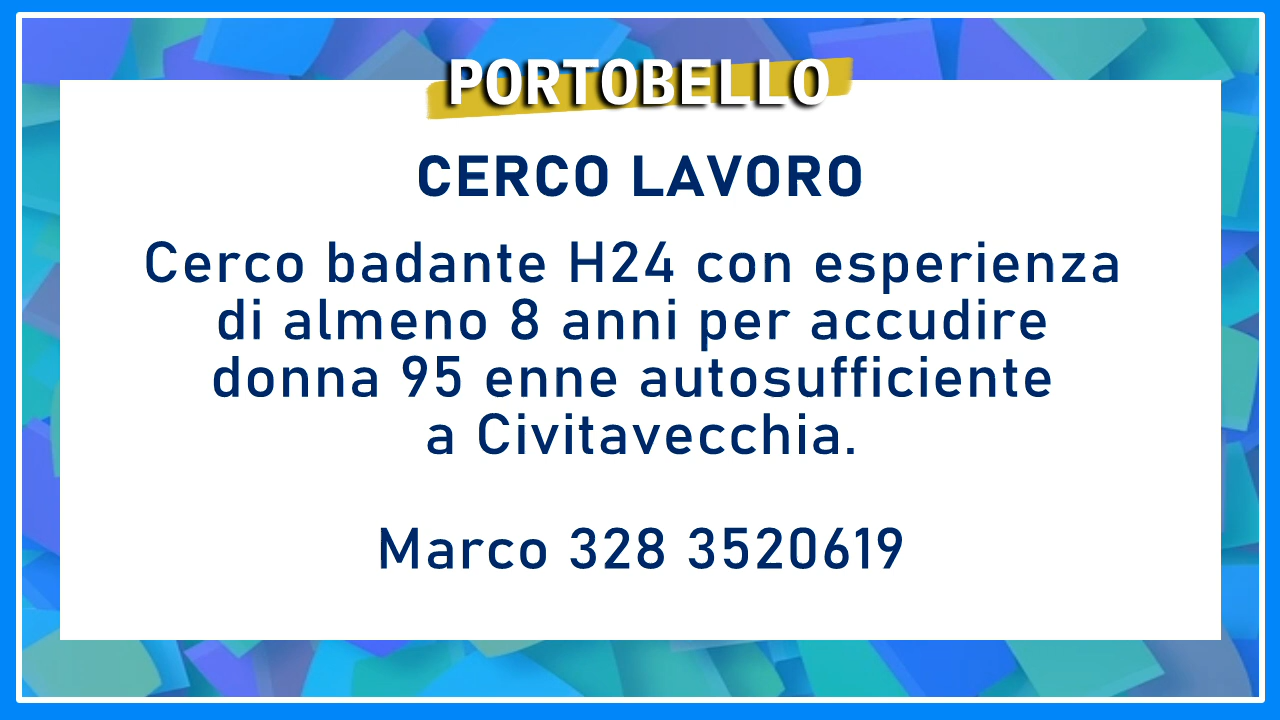 PORTOBELLO
CERCO LAVORO
Cerco badante H24 con esperienza
di almeno 8 anni per accudire
donna 95 enne autosufficiente
a Civitavecchia.
Marco 328 3520619